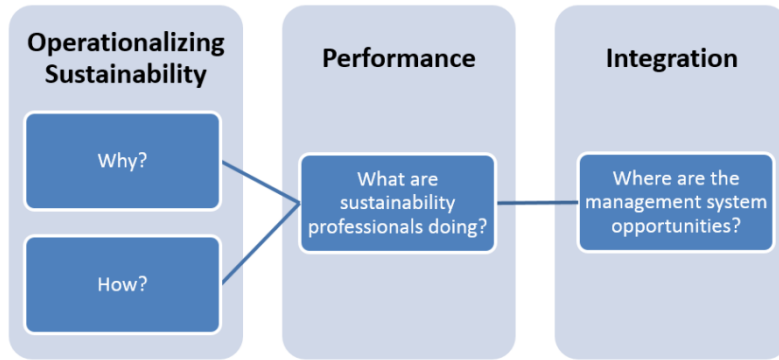 Operationalizing
Sustainability
Why?
How?
Performance
What are
sustainability
professionals doing?
Integration
Where are the
management system
opportunities?